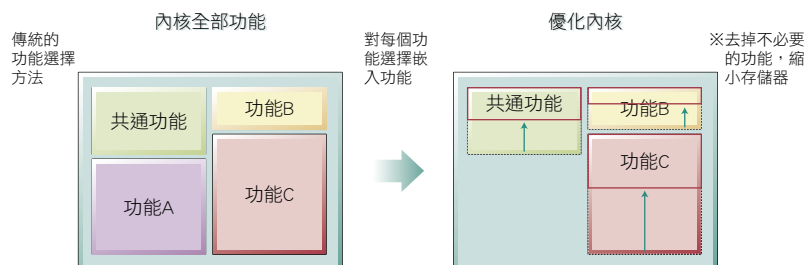 內核全部功能
優化內核
傳統的
功能選擇
方法
對每個功
能選擇嵌
入功能
※去掉不必要
的功能，縮
小存儲器
共通功能
功能B
功能A
功能C
共通功能
功能B
功能C